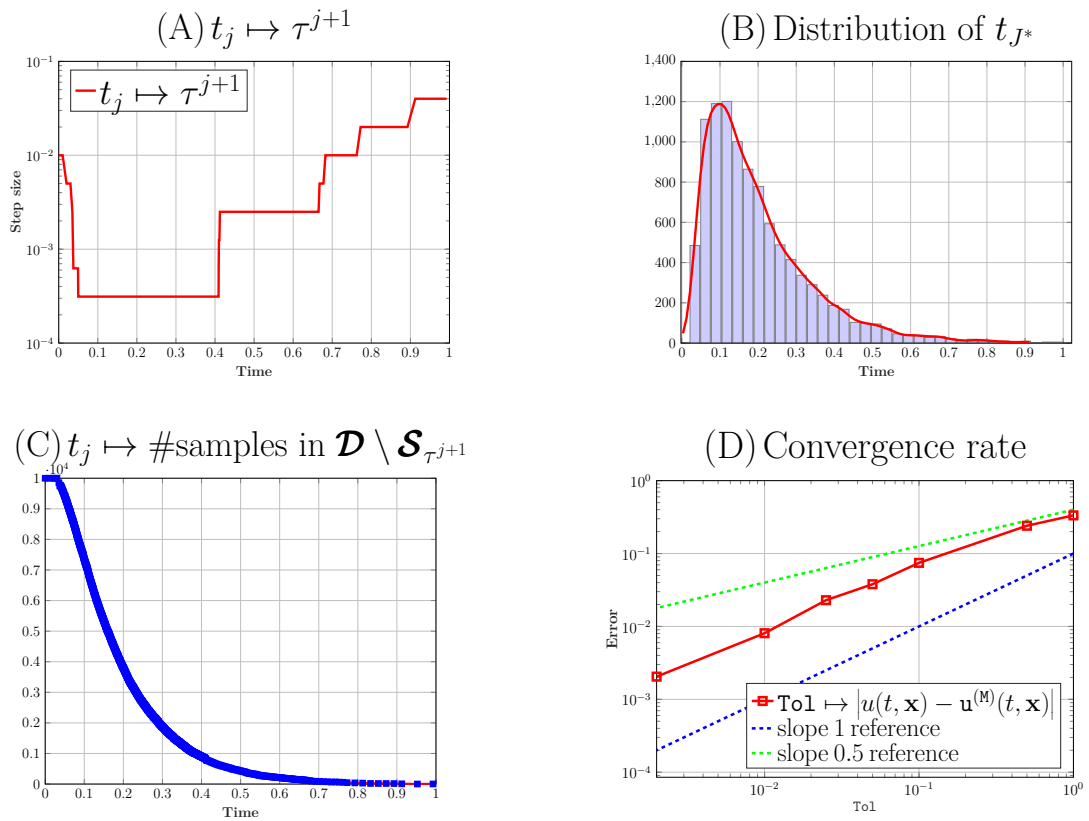 (A) t_j ↦ τ^{j+1}
10^{-1}
10^{-2}
10^{-3}
10^{-4}
Step size
t_j ↦ τ^{j+1}
0 0.1 0.2 0.3 0.4 0.5 0.6 0.7 0.8 0.9 1
Time
(B) Distribution of t_{J*}
1,400
1,200
1,000
800
600
400
200
0
0 0.1 0.2 0.3 0.4 0.5 0.6 0.7 0.8 0.9 1
Time
(C) t_j ↦ #samples in 𝓓 \ 𝓢_{τ^{j+1}}
·10^4
1
0.9
0.8
0.7
0.6
0.5
0.4
0.3
0.2
0.1
0
0 0.1 0.2 0.3 0.4 0.5 0.6 0.7 0.8 0.9 1
Time
(D) Convergence rate
10^0
10^{-1}
10^{-2}
10^{-3}
10^{-4}
Error
Tol ↦ |u(t, x) − u^{(M)}(t, x)|
slope 1 reference
slope 0.5 reference
10^{-2} 10^{-1} 10^0
Tol